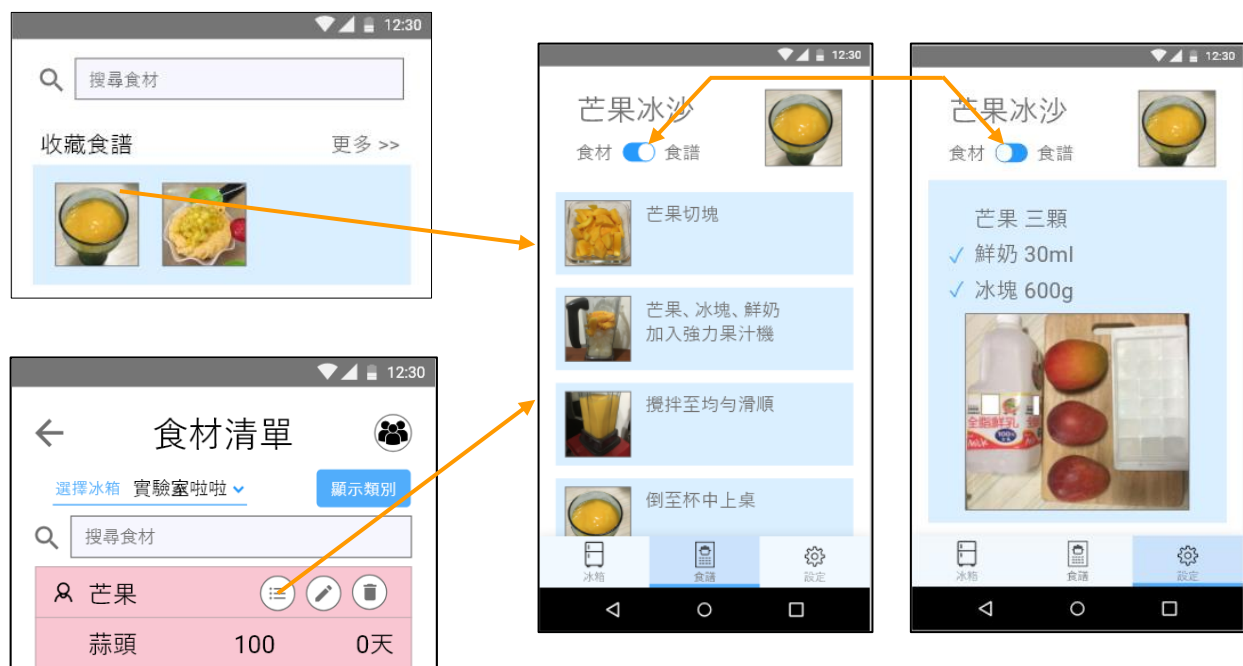 12:30
搜尋食材
收藏食譜
更多 >>
12:30
食材清單
選擇冰箱 實驗室啦啦
顯示類別
搜尋食材
芒果
蒜頭 100 0天
12:30
芒果冰沙
食材 食譜
芒果切塊
芒果、冰塊、鮮奶
加入強力果汁機
攪拌至均勻滑順
倒至杯中上桌
冰箱 食譜 設定
12:30
芒果冰沙
食材 食譜
芒果 三顆
✓ 鮮奶 30ml
✓ 冰塊 600g
全脂鮮乳
冰箱 食譜 設定